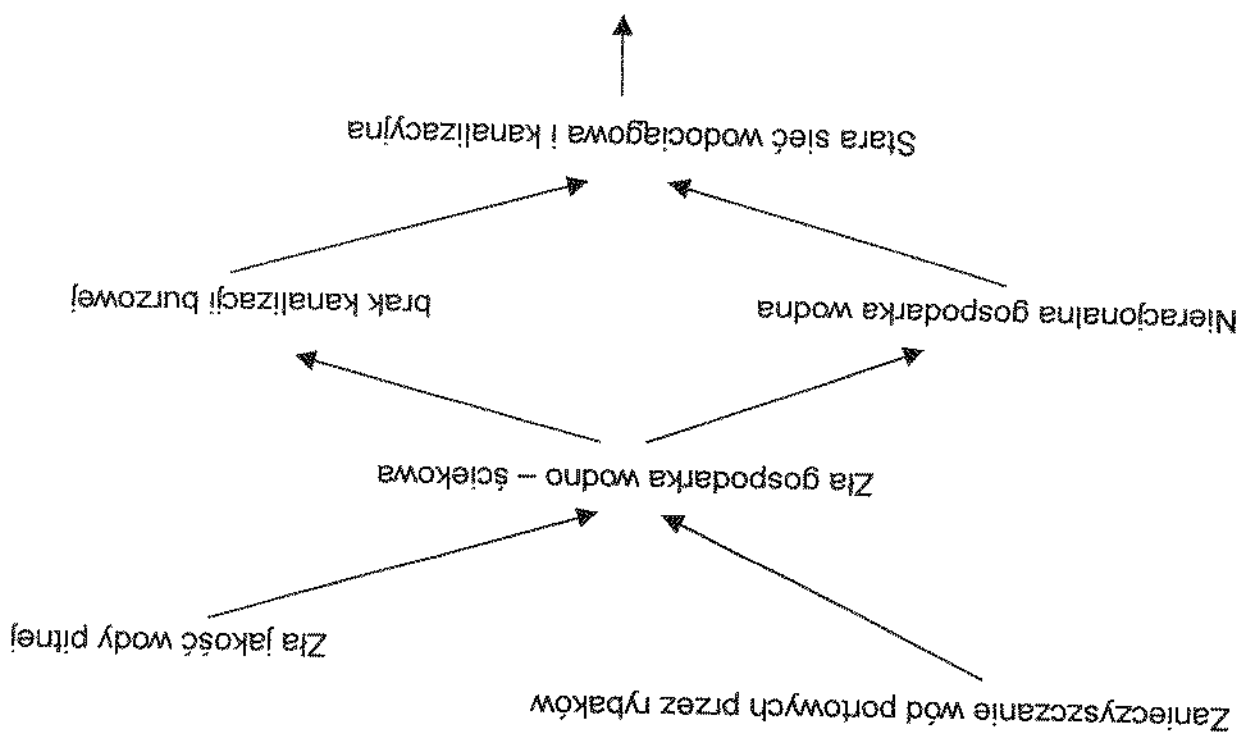 Zanieczyszczanie wód portowych przez rybaków
Zła jakość wody pitnej
Zła gospodarka wodno – ściekowa
Nieracjonalna gospodarka wodna
brak kanalizacji burzowej
Stara sieć wodociągowa i kanalizacyjna